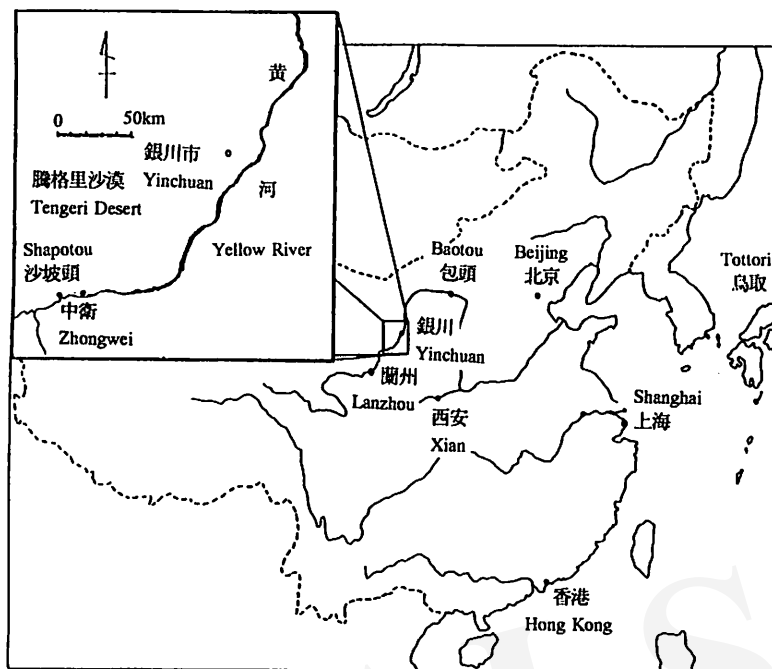 黄
0 50km
銀川市
Yinchuan
河
騰格里沙漠
Tengeri Desert
Yellow River
Shapotou
沙坡頭
中衛
Zhongwei
Baotou
包頭
Beijing
北京
Tottori
鳥取
銀川
Yinchuan
蘭州
Lanzhou
西安
Xian
Shanghai
上海
香港
Hong Kong